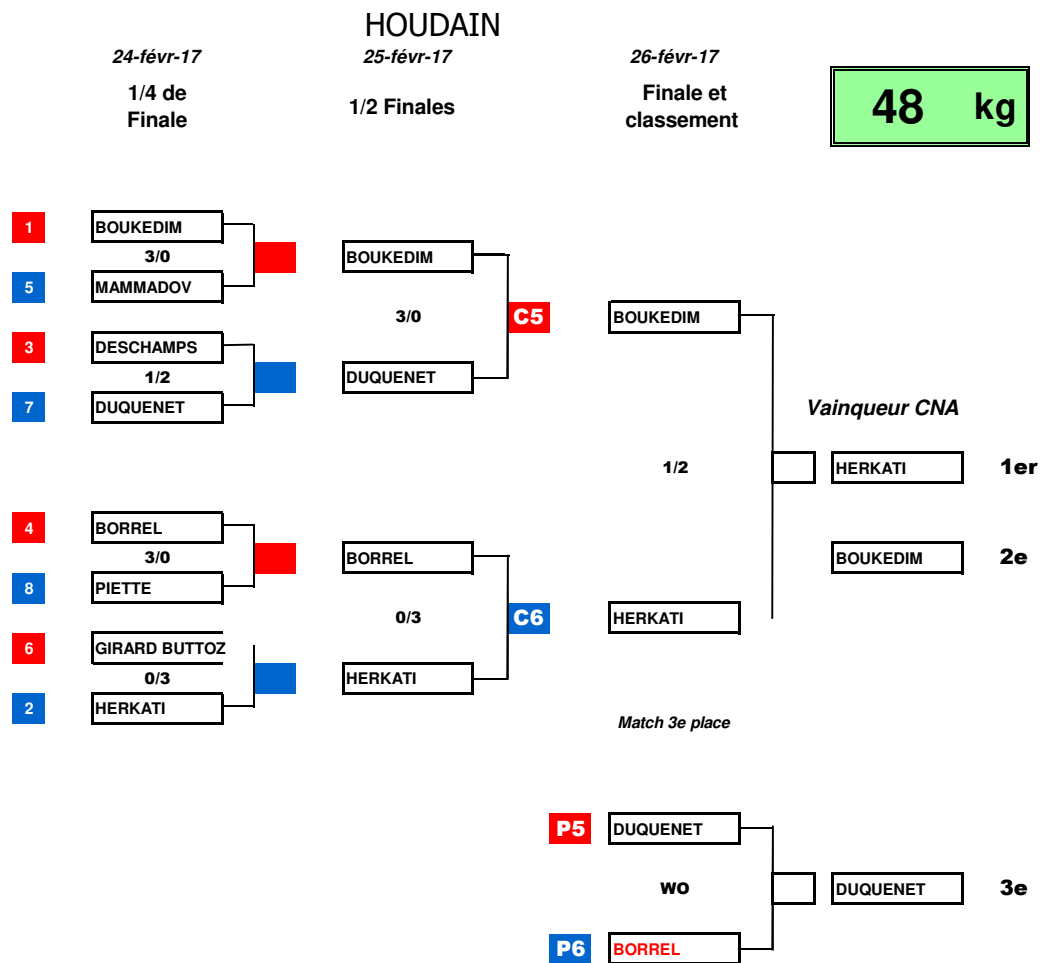 HOUDAIN
24-févr-17 25-févr-17 26-févr-17
1/4 de Finale 1/2 Finales Finale et classement 48 kg
1 BOUKEDIM
3/0 BOUKEDIM
5 MAMMADOV
3/0 C5 BOUKEDIM
3 DESCHAMPS
1/2 DUQUENET
7 DUQUENET
Vainqueur CNA
1/2 HERKATI 1er
4 BORREL
3/0 BORREL BOUKEDIM 2e
8 PIETTE
0/3 C6 HERKATI
6 GIRARD BUTTOZ
0/3 HERKATI
2 HERKATI
Match 3e place
P5 DUQUENET
WO DUQUENET 3e
P6 BORREL